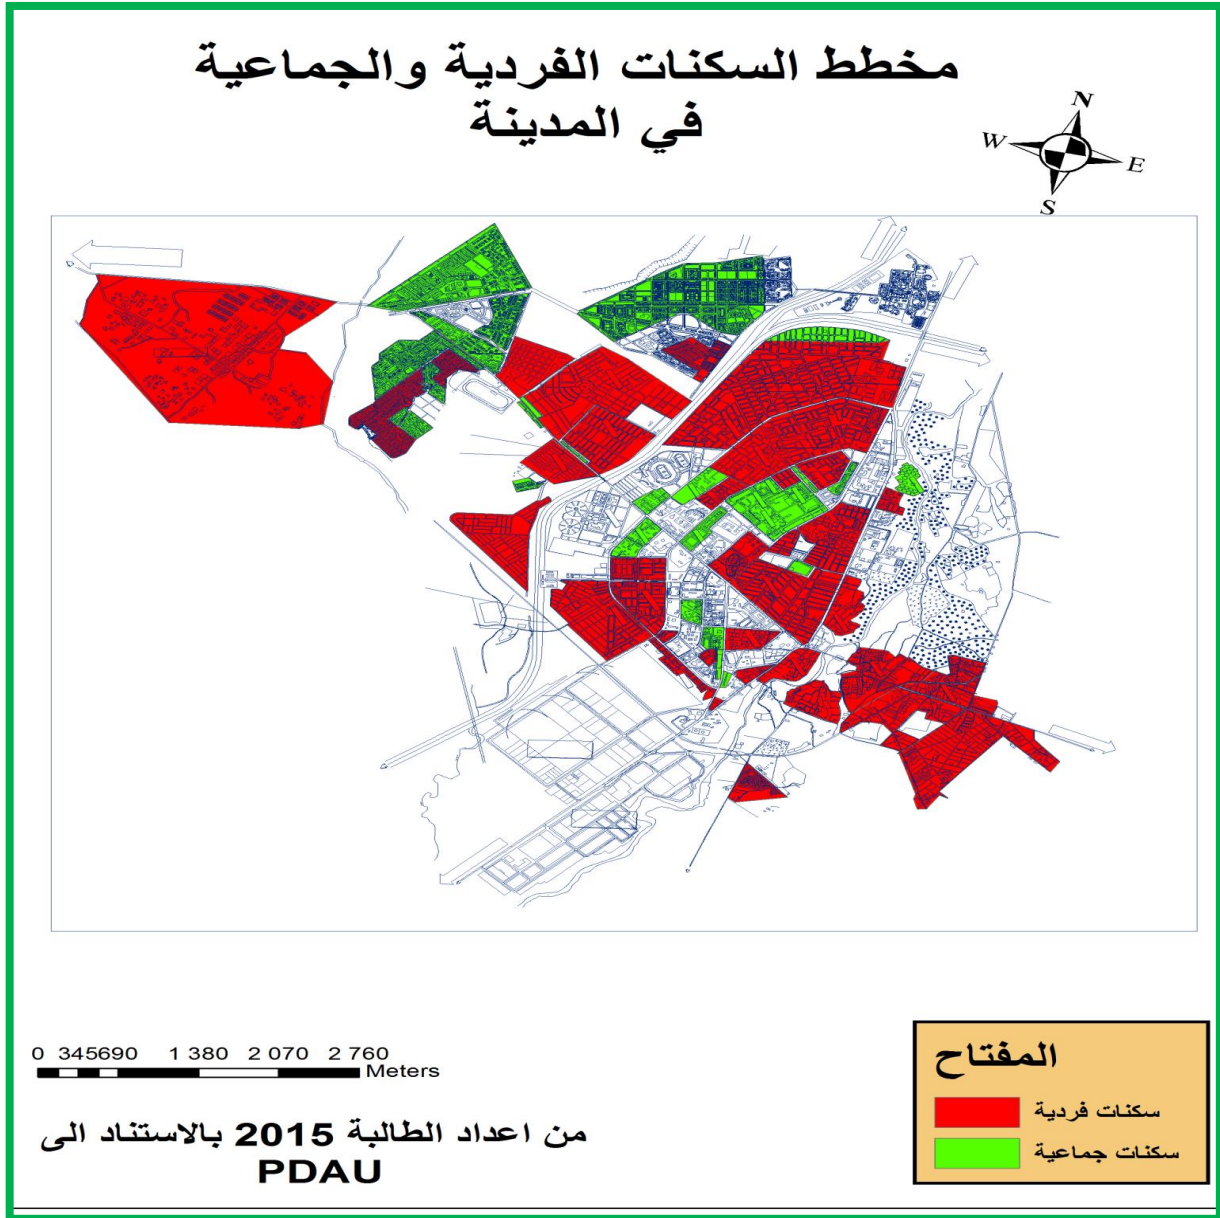 مخطط السكنات الفردية والجماعية
في المدينة
N
W
E
S
0 345690 1 380 2 070 2 760
Meters
المفتاح
سكنات فردية
سكنات جماعية
من اعداد الطالبة 2015 بالاستناد الى
PDAU